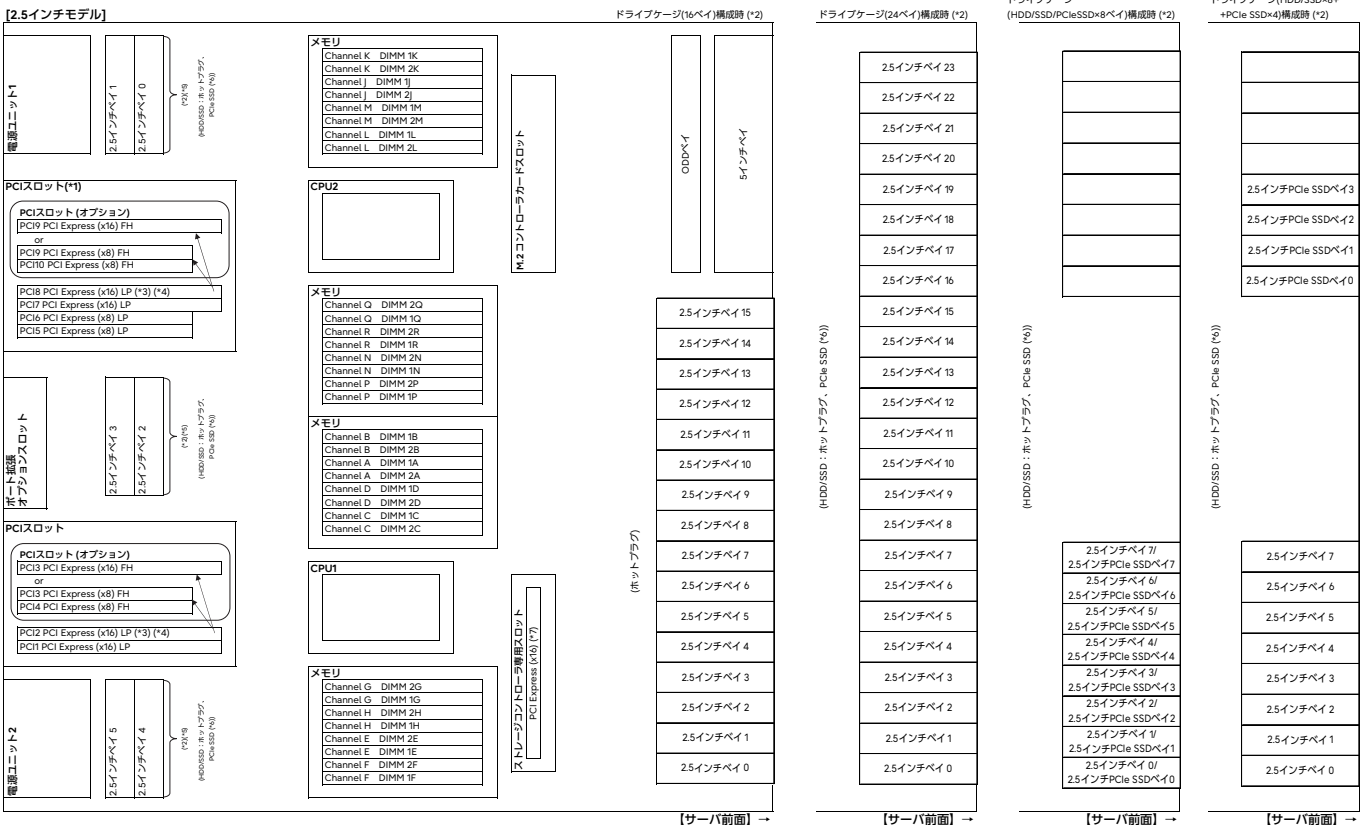 [2.5インチモデル]
電源ユニット1
2.5インチベイ 1
2.5インチベイ 0
(*2)(*5)
(HDD/SSD：ホットプラグ、
PCIe SSD (*6))
PCIスロット(*1)
PCIスロット (オプション)
PCI9 PCI Express (x16) FH
or
PCI9 PCI Express (x8) FH
PCI10 PCI Express (x8) FH
PCI8 PCI Express (x16) LP (*3) (*4)
PCI7 PCI Express (x16) LP
PCI6 PCI Express (x8) LP
PCI5 PCI Express (x8) LP
ポート拡張
オプションスロット
2.5インチベイ 3
2.5インチベイ 2
(*2)(*5)
(HDD/SSD：ホットプラグ、
PCIe SSD (*6))
PCIスロット
PCIスロット (オプション)
PCI3 PCI Express (x16) FH
or
PCI3 PCI Express (x8) FH
PCI4 PCI Express (x8) FH
PCI2 PCI Express (x16) LP (*3) (*4)
PCI1 PCI Express (x16) LP
電源ユニット2
2.5インチベイ 5
2.5インチベイ 4
(*2)(*5)
(HDD/SSD：ホットプラグ、
PCIe SSD (*6))
メモリ
Channel K DIMM 1K
Channel K DIMM 2K
Channel J DIMM 1J
Channel J DIMM 2J
Channel M DIMM 1M
Channel M DIMM 2M
Channel L DIMM 1L
Channel L DIMM 2L
CPU2
メモリ
Channel Q DIMM 2Q
Channel Q DIMM 1Q
Channel R DIMM 2R
Channel R DIMM 1R
Channel N DIMM 2N
Channel N DIMM 1N
Channel P DIMM 2P
Channel P DIMM 1P
メモリ
Channel B DIMM 1B
Channel B DIMM 2B
Channel A DIMM 1A
Channel A DIMM 2A
Channel D DIMM 1D
Channel D DIMM 2D
Channel C DIMM 1C
Channel C DIMM 2C
CPU1
メモリ
Channel G DIMM 2G
Channel G DIMM 1G
Channel H DIMM 2H
Channel H DIMM 1H
Channel E DIMM 2E
Channel E DIMM 1E
Channel F DIMM 2F
Channel F DIMM 1F
M.2 コントローラカードスロット
ストレージコントローラ専用スロット
PCI Express (x16) (*7)
ドライブケージ(16ベイ)構成時 (*2)
ODDベイ
5インチベイ
(ホットプラグ)
2.5インチベイ 15
2.5インチベイ 14
2.5インチベイ 13
2.5インチベイ 12
2.5インチベイ 11
2.5インチベイ 10
2.5インチベイ 9
2.5インチベイ 8
2.5インチベイ 7
2.5インチベイ 6
2.5インチベイ 5
2.5インチベイ 4
2.5インチベイ 3
2.5インチベイ 2
2.5インチベイ 1
2.5インチベイ 0
【サーバ前面】→
ドライブケージ(24ベイ)構成時 (*2)
(HDD/SSD：ホットプラグ、PCIe SSD (*6))
2.5インチベイ 23
2.5インチベイ 22
2.5インチベイ 21
2.5インチベイ 20
2.5インチベイ 19
2.5インチベイ 18
2.5インチベイ 17
2.5インチベイ 16
2.5インチベイ 15
2.5インチベイ 14
2.5インチベイ 13
2.5インチベイ 12
2.5インチベイ 11
2.5インチベイ 10
2.5インチベイ 9
2.5インチベイ 8
2.5インチベイ 7
2.5インチベイ 6
2.5インチベイ 5
2.5インチベイ 4
2.5インチベイ 3
2.5インチベイ 2
2.5インチベイ 1
2.5インチベイ 0
【サーバ前面】→
(HDD/SSD/PCIeSSD×8ベイ)構成時 (*2)
(HDD/SSD：ホットプラグ、PCIe SSD (*6))
2.5インチベイ 7/
2.5インチPCIe SSDベイ7
2.5インチベイ 6/
2.5インチPCIe SSDベイ6
2.5インチベイ 5/
2.5インチPCIe SSDベイ5
2.5インチベイ 4/
2.5インチPCIe SSDベイ4
2.5インチベイ 3/
2.5インチPCIe SSDベイ3
2.5インチベイ 2/
2.5インチPCIe SSDベイ2
2.5インチベイ 1/
2.5インチPCIe SSDベイ1
2.5インチベイ 0/
2.5インチPCIe SSDベイ0
【サーバ前面】→
+PCIe SSD×4)構成時 (*2)
(HDD/SSD：ホットプラグ、PCIe SSD (*6))
2.5インチPCIe SSDベイ3
2.5インチPCIe SSDベイ2
2.5インチPCIe SSDベイ1
2.5インチPCIe SSDベイ0
2.5インチベイ 7
2.5インチベイ 6
2.5インチベイ 5
2.5インチベイ 4
2.5インチベイ 3
2.5インチベイ 2
2.5インチベイ 1
2.5インチベイ 0
【サーバ前面】→